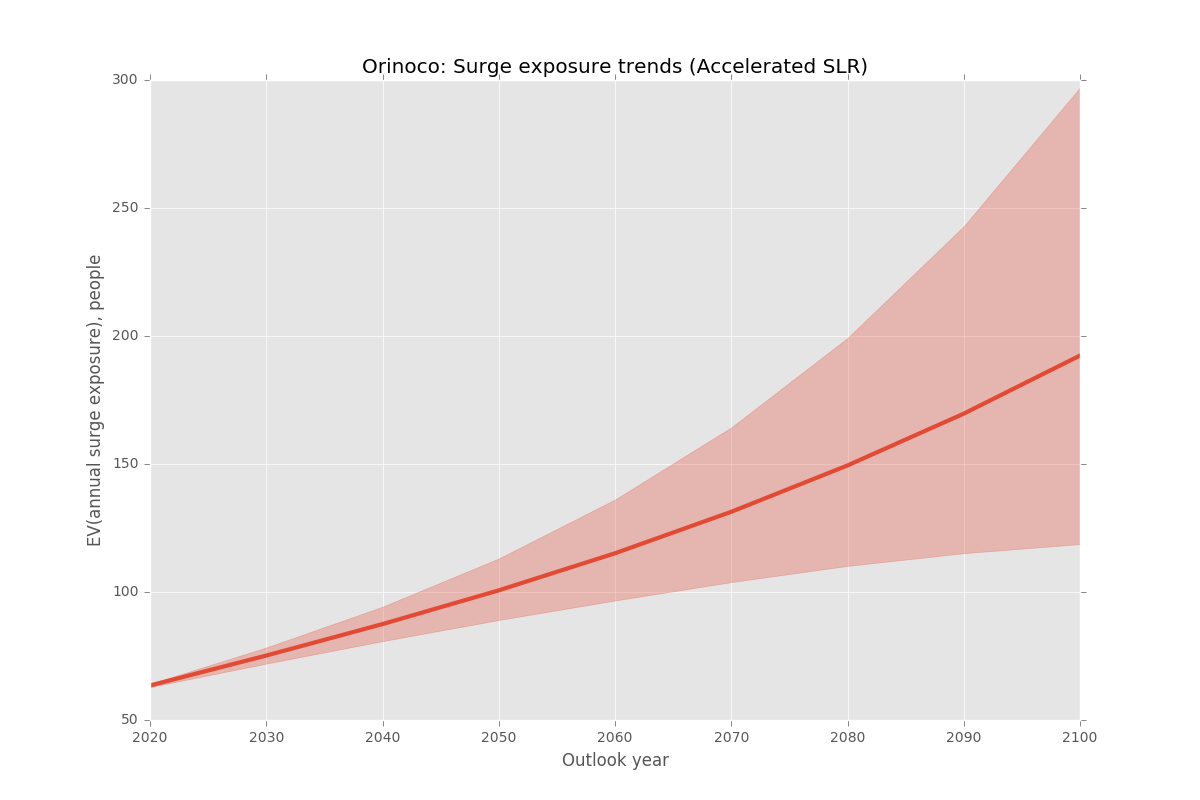 Orinoco: Surge exposure trends (Accelerated SLR)
300
250
200
150
100
50
EV(annual surge exposure), people
2020 2030 2040 2050 2060 2070 2080 2090 2100
Outlook year